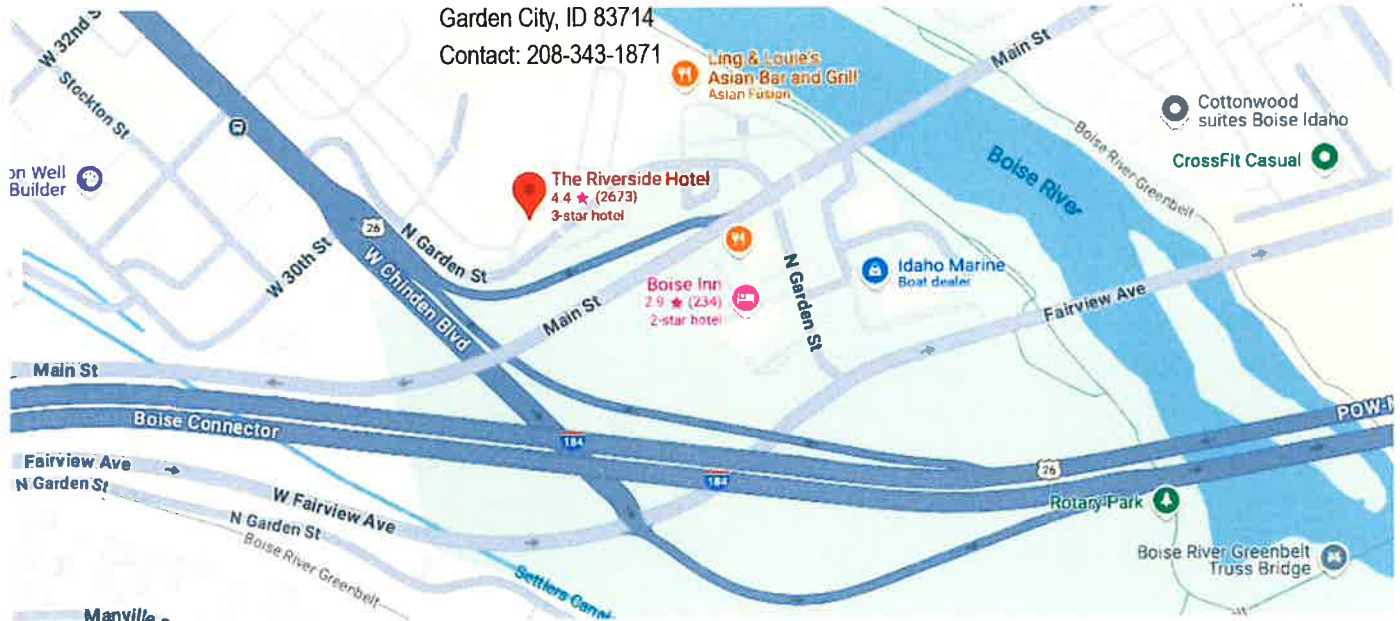 Garden City, ID 83714
Contact: 208-343-1871
W 32nd S
Stockton St
Ling & Louie's
Asian Bar and Grill
Asian Fusion
Main St
Cottonwood
suites Boise Idaho
CrossFit Casual
Boise River Greenbelt
Boise River
on Well
Builder
The Riverside Hotel
4.4 ★ (2673)
3-star hotel
26
N Garden St
W 30th St
W Chinden Blvd
Boise Inn
2.9 ★ (234)
2-star hotel
N Garden St
Idaho Marine
Boat dealer
Main St
Fairview Ave
Main St
Boise Connector
184
184
26
POW-M
Fairview Ave
N Garden St
W Fairview Ave
N Garden St
Boise River Greenbelt
Settlers Canal
Rotary Park
Boise River Greenbelt
Truss Bridge
Manville